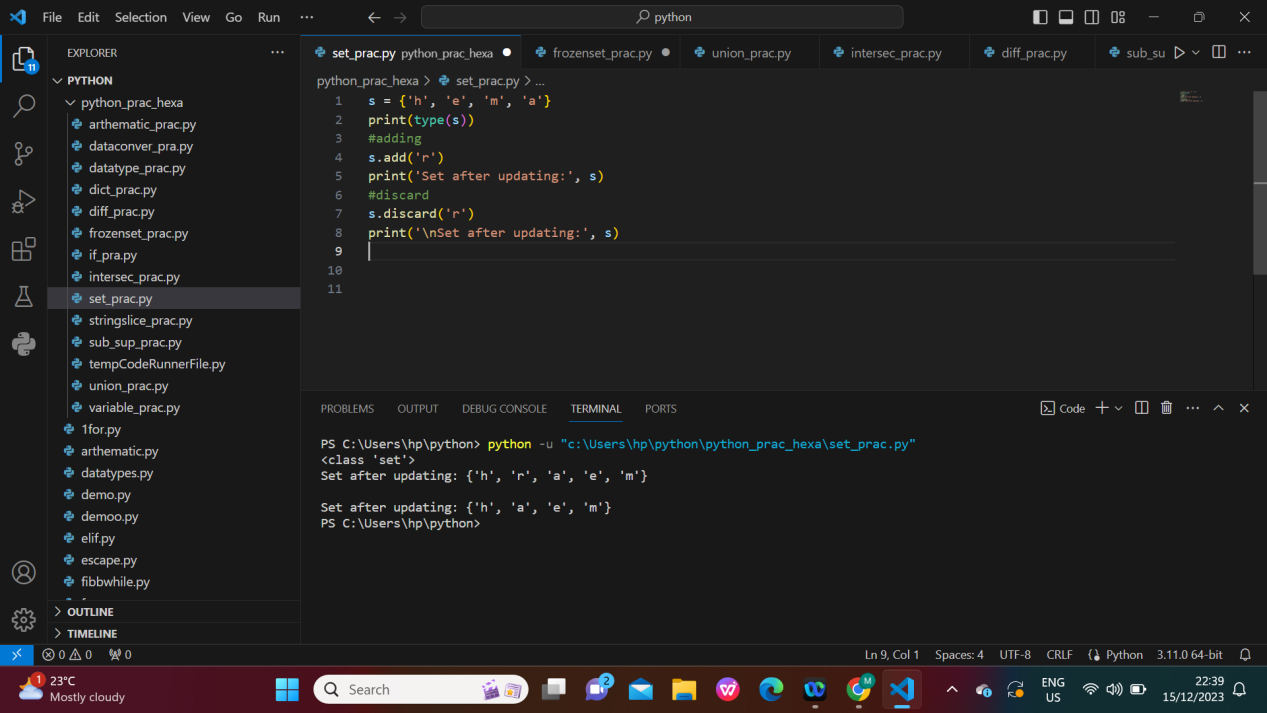 File Edit Selection View Go Run ··· python
EXPLORER ···
set_prac.py python_prac_hexa frozenset_prac.py union_prac.py intersec_prac.py diff_prac.py sub_su ···
11
PYTHON
python_prac_hexa > set_prac.py > ...
python_prac_hexa
arthematic_prac.py
dataconver_pra.py
datatype_prac.py
dict_prac.py
diff_prac.py
frozenset_prac.py
if_pra.py
intersec_prac.py
set_prac.py
stringslice_prac.py
sub_sup_prac.py
tempCodeRunnerFile.py
union_prac.py
variable_prac.py
1for.py
arthematic.py
datatypes.py
demo.py
demoo.py
elif.py
escape.py
fibbwhile.py
OUTLINE
TIMELINE
1 s = {'h', 'e', 'm', 'a'}
2 print(type(s))
3 #adding
4 s.add('r')
5 print('Set after updating:', s)
6 #discard
7 s.discard('r')
8 print('\nSet after updating:', s)
9
10
11
PROBLEMS OUTPUT DEBUG CONSOLE TERMINAL PORTS Code ···
PS C:\Users\hp\python> python -u "c:\Users\hp\python\python_prac_hexa\set_prac.py"
<class 'set'>
Set after updating: {'h', 'r', 'a', 'e', 'm'}
Set after updating: {'h', 'a', 'e', 'm'}
PS C:\Users\hp\python>
0 0 0 Ln 9, Col 1 Spaces: 4 UTF-8 CRLF Python 3.11.0 64-bit
1 23°C
Mostly cloudy
Search
2
M
ENG
US
22:39
15/12/2023